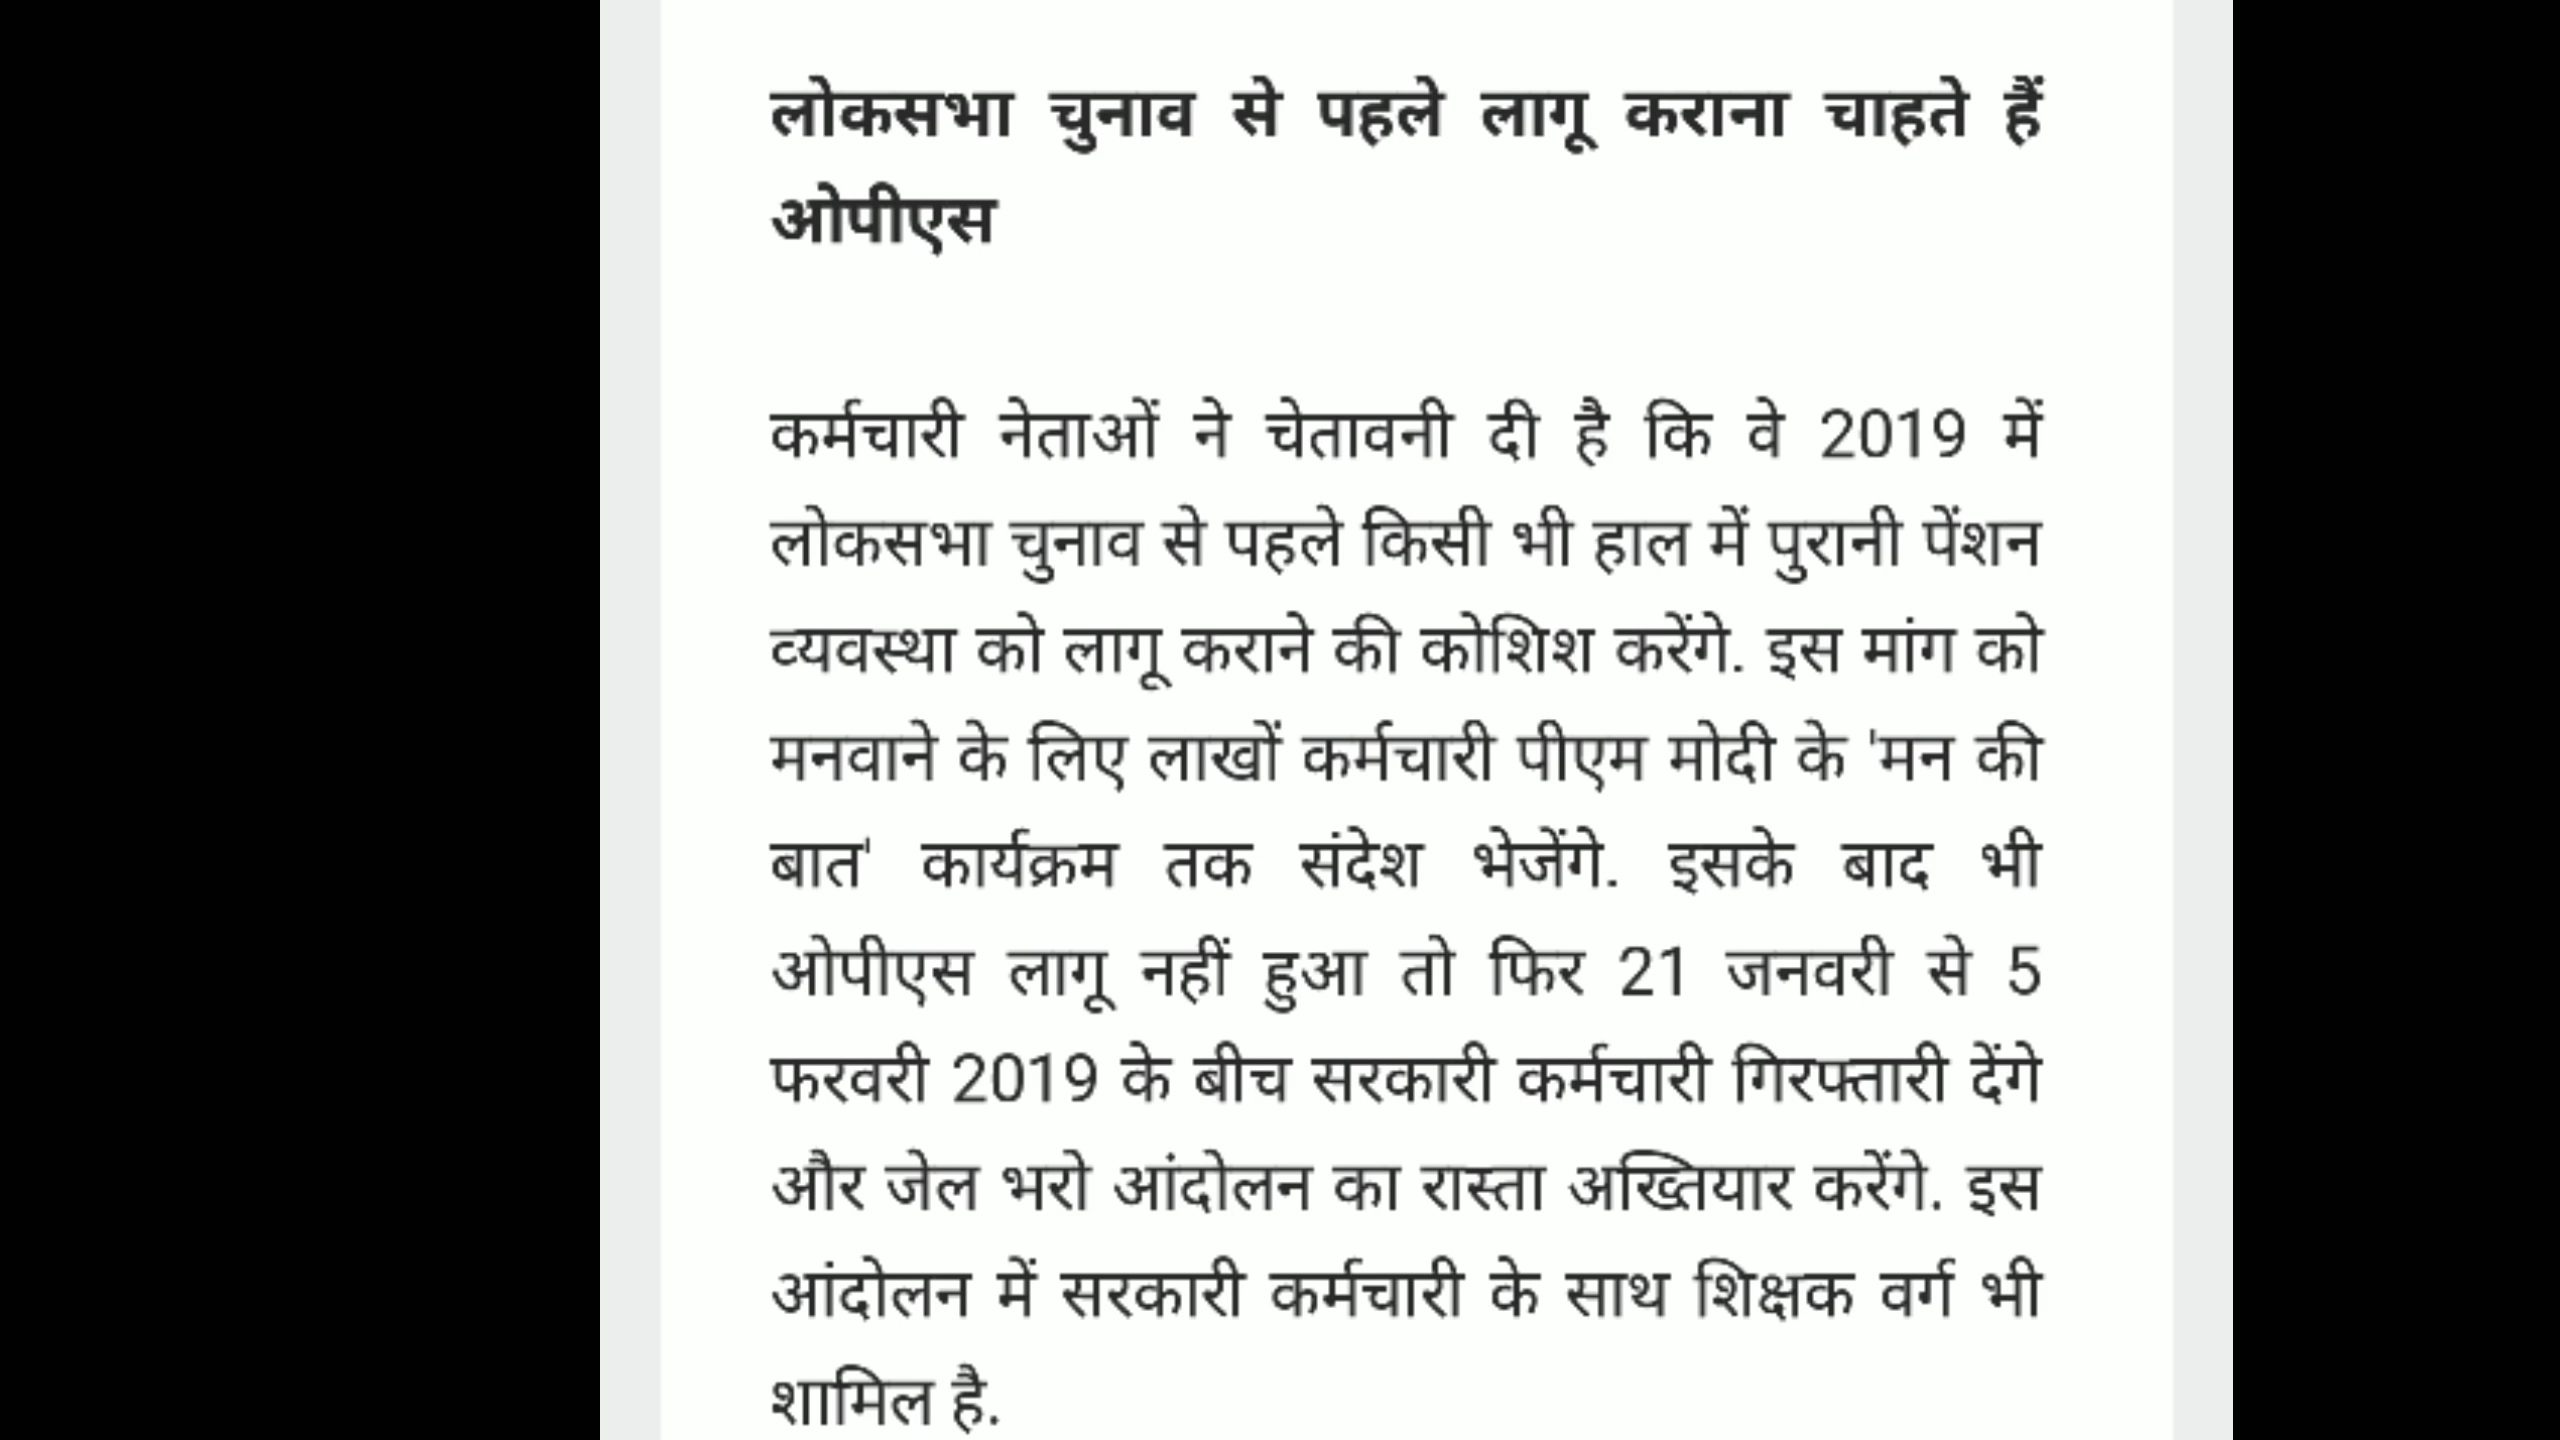 लोकसभा चुनाव से पहले लागू कराना चाहते हैं
ओपीएस
कर्मचारी नेताओं ने चेतावनी दी है कि वे 2019 में
लोकसभा चुनाव से पहले किसी भी हाल में पुरानी पेंशन
व्यवस्था को लागू कराने की कोशिश करेंगे. इस मांग को
मनवाने के लिए लाखों कर्मचारी पीएम मोदी के 'मन की
बात' कार्यक्रम तक संदेश भेजेंगे. इसके बाद भी
ओपीएस लागू नहीं हुआ तो फिर 21 जनवरी से 5
फरवरी 2019 के बीच सरकारी कर्मचारी गिरफ्तारी देंगे
और जेल भरो आंदोलन का रास्ता अख्तियार करेंगे. इस
आंदोलन में सरकारी कर्मचारी के साथ शिक्षक वर्ग भी
शामिल है.